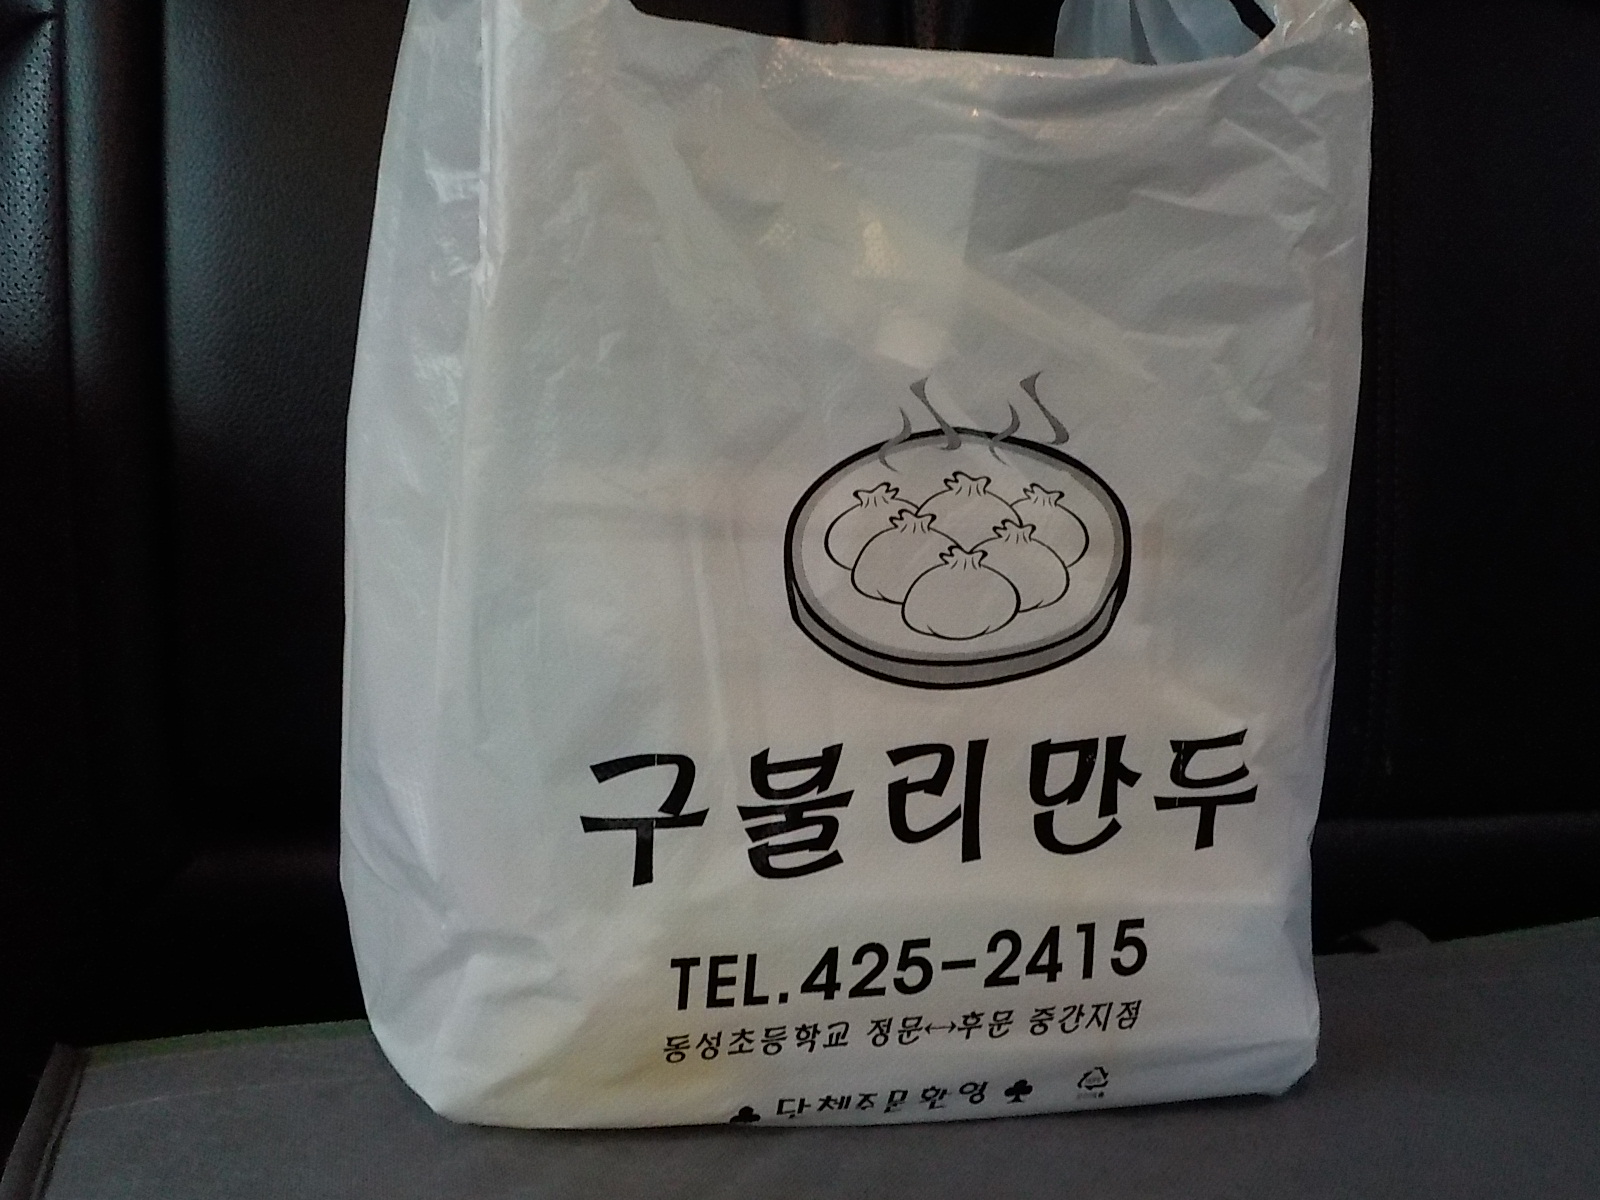 구불리만두
TEL.425-2415
동성초등학교 정문↔후문 중간지점
♣ 단체주문환영 ♣